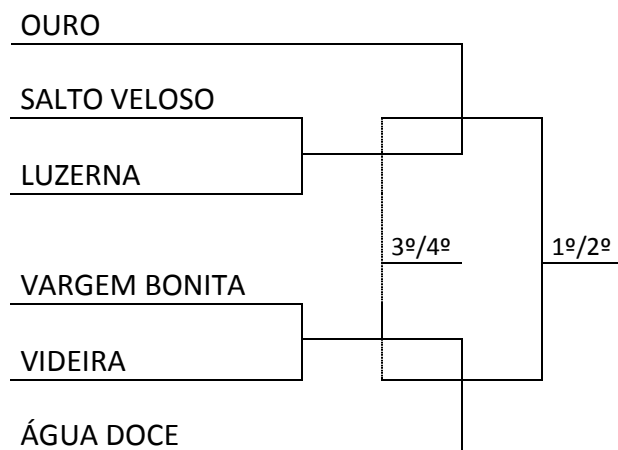 OURO
SALTO VELOSO
LUZERNA
3º/4º
1º/2º
VARGEM BONITA
VIDEIRA
ÁGUA DOCE